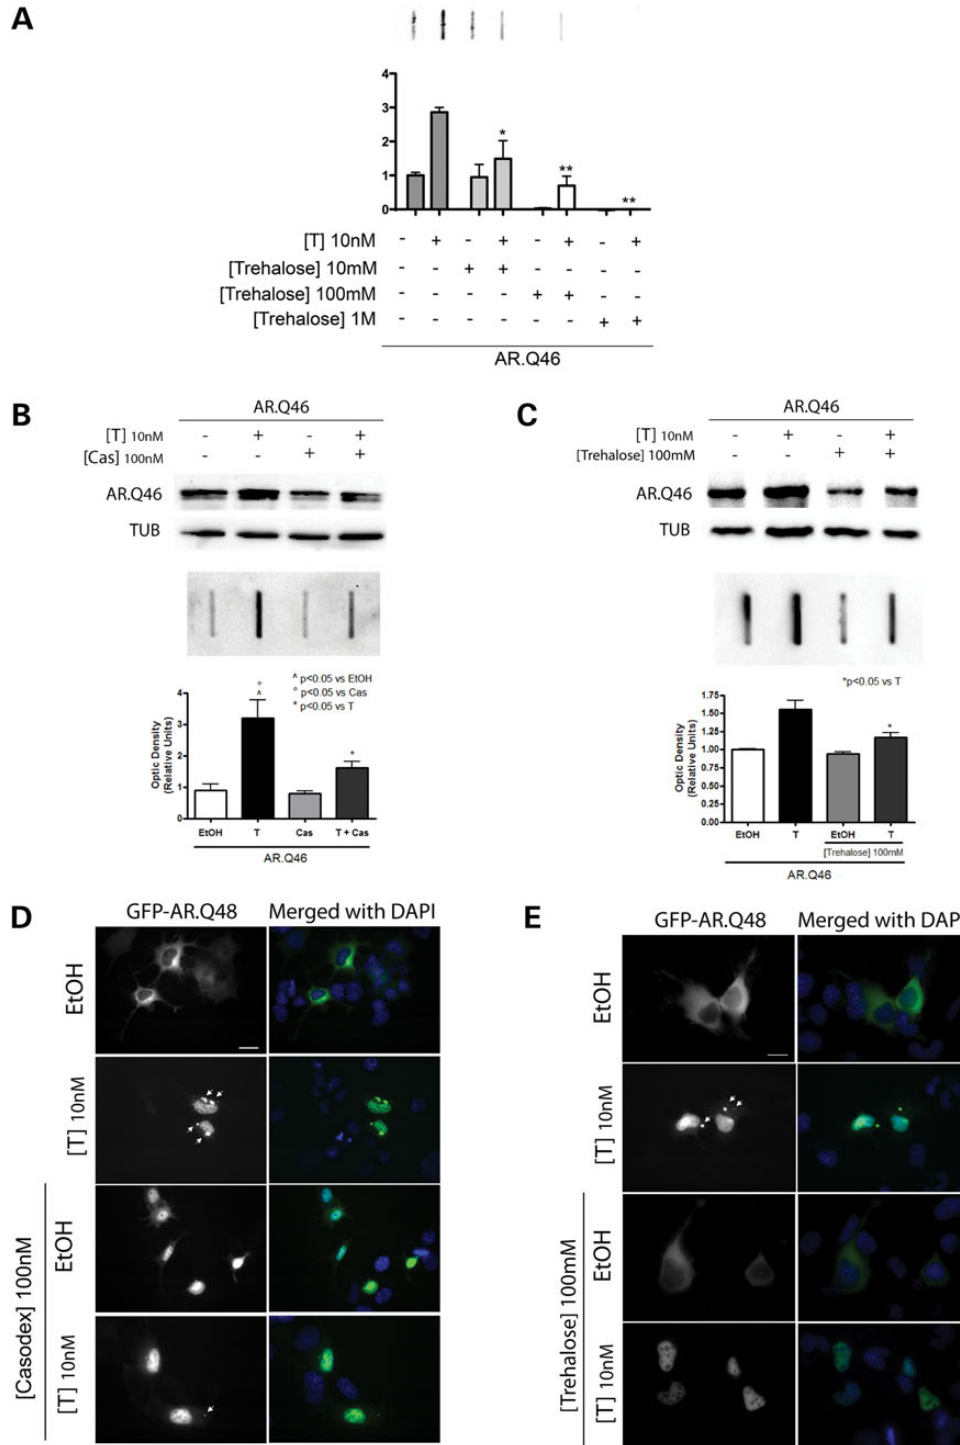 A
4
3
2
1
0
*
**
**
[T] 10nM - + - + - + - +
[Trehalose] 10mM - - + + - - - -
[Trehalose] 100mM - - - - + + - -
[Trehalose] 1M - - - - - - + +
AR.Q46
B
AR.Q46
[T] 10nM - + - +
[Cas] 100nM - - + +
AR.Q46
TUB
^ p<0.05 vs EtOH
° p<0.05 vs Cas
* p<0.05 vs T
Optic Density
(Relative Units)
4
3
2
1
0
°
^
*
EtOH T Cas T + Cas
AR.Q46
C
AR.Q46
[T] 10nM - + - +
[Trehalose] 100mM - - + +
AR.Q46
TUB
*p<0.05 vs T
Optic Density
(Relative Units)
1.75
1.50
1.25
1.00
0.75
0.50
0.25
0.00
*
EtOH T EtOH T
[Trehalose] 100mM
AR.Q46
D
GFP-AR.Q48 Merged with DAPI
EtOH
[T] 10nM
[Casodex] 100nM
EtOH
[T] 10nM
E
GFP-AR.Q48 Merged with DAP
EtOH
[T] 10nM
[Trehalose] 100mM
EtOH
[T] 10nM